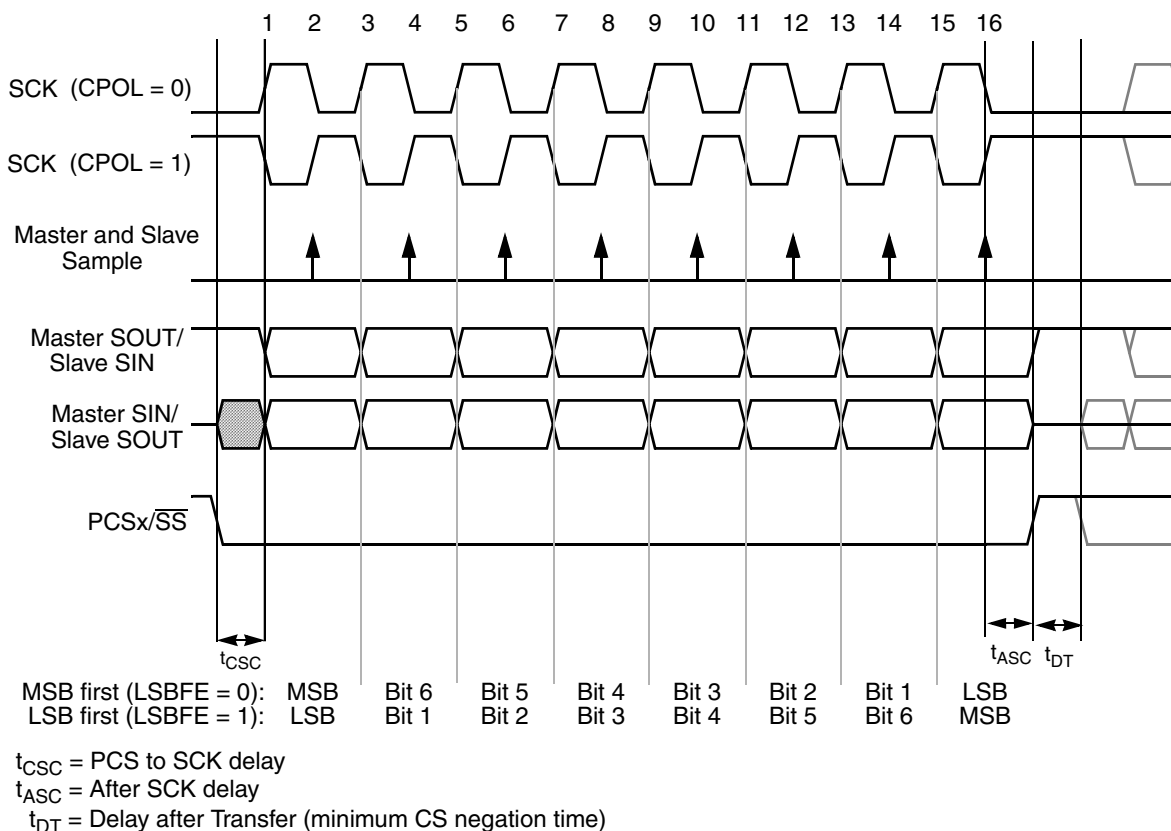 1 2 3 4 5 6 7 8 9 10 11 12 13 14 15 16
SCK (CPOL = 0)
SCK (CPOL = 1)
Master and Slave
Sample
Master SOUT/
Slave SIN
Master SIN/
Slave SOUT
PCSx/SS
tCSC tASC tDT
MSB first (LSBFE = 0): MSB Bit 6 Bit 5 Bit 4 Bit 3 Bit 2 Bit 1 LSB
LSB first (LSBFE = 1): LSB Bit 1 Bit 2 Bit 3 Bit 4 Bit 5 Bit 6 MSB
tCSC = PCS to SCK delay
tASC = After SCK delay
tDT = Delay after Transfer (minimum CS negation time)